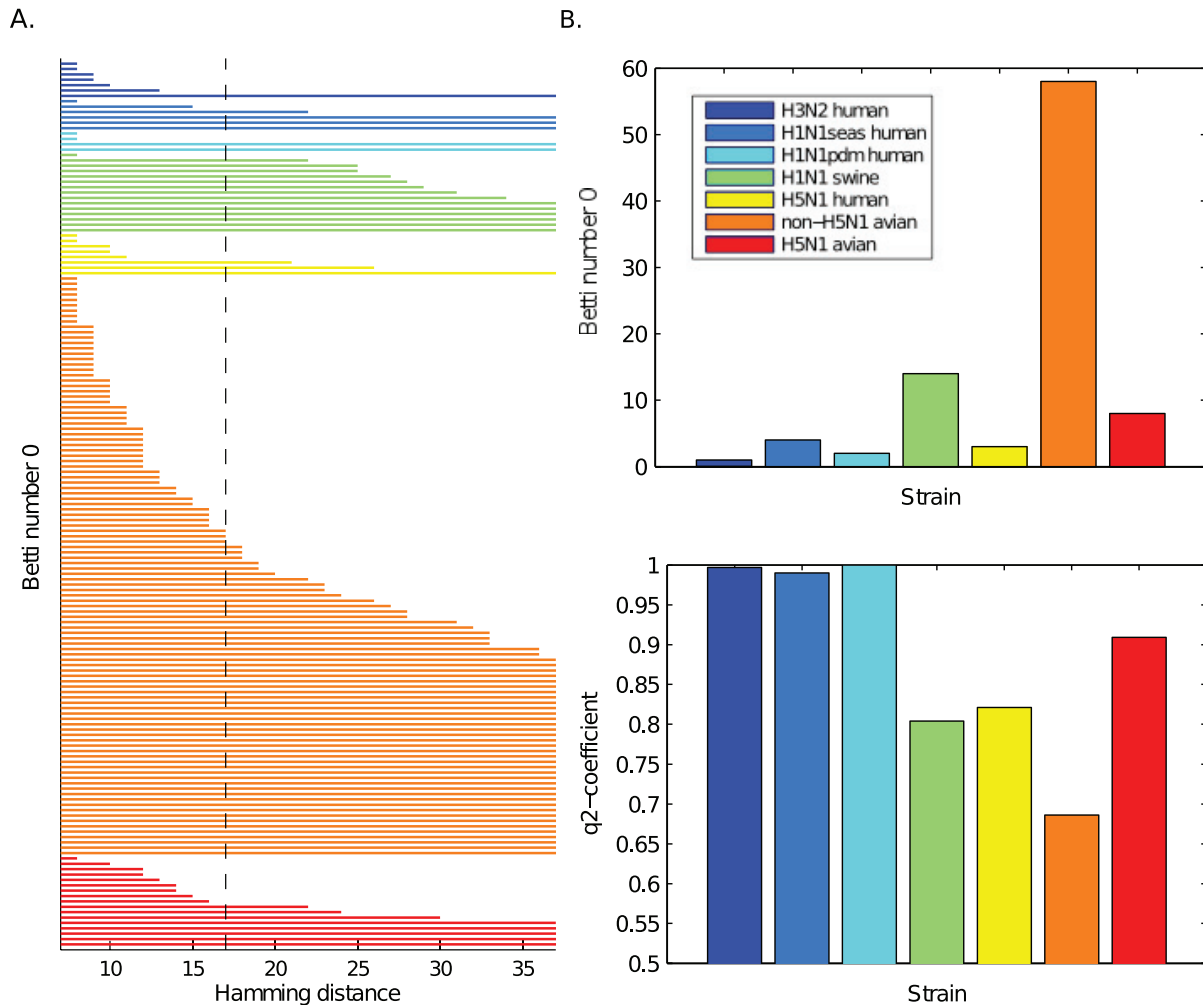 A.
Betti number 0
10
15
20
25
30
35
Hamming distance
B.
60
50
40
30
20
10
0
Betti number 0
H3N2 human
H1N1seas human
H1N1pdm human
H1N1 swine
H5N1 human
non−H5N1 avian
H5N1 avian
Strain
1
0.95
0.9
0.85
0.8
0.75
0.7
0.65
0.6
0.55
0.5
q2−coefficient
Strain